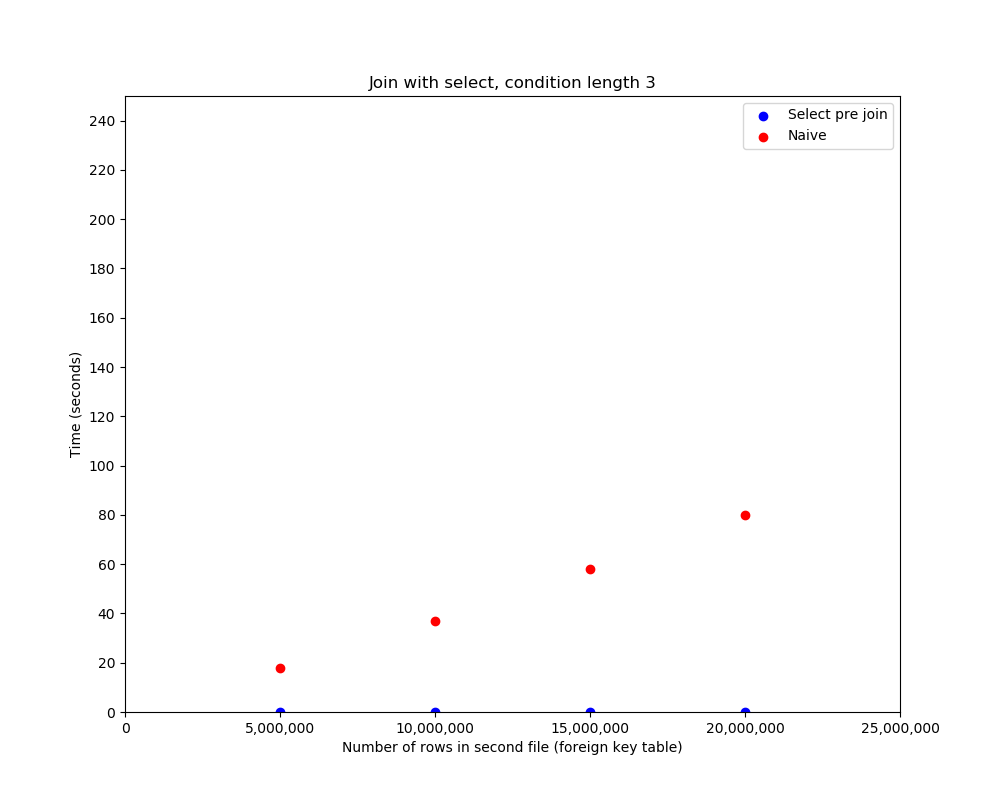 Join with select, condition length 3
Select pre join
Naive
240
220
200
180
160
140
120
100
80
60
40
20
0
Time (seconds)
0 5,000,000 10,000,000 15,000,000 20,000,000 25,000,000
Number of rows in second file (foreign key table)